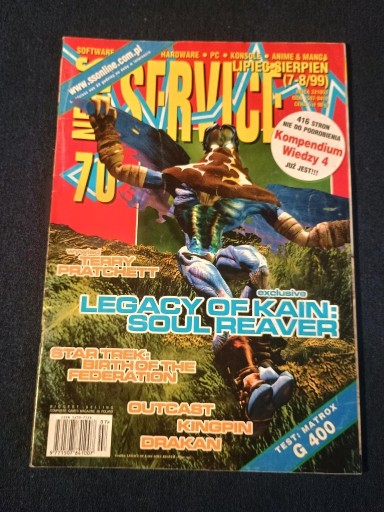 SOFTWARE
HARDWARE • PC • KONSOLE • ANIME & MANGA
www.ssonline.com.pl
LIPIEC-SIERPIEŃ
(7-8/99)
SERVICE
NEW
70
416 STRON
NIE DO PODROBIENIA
Kompendium
Wiedzy 4
JUŻ JEST!!!
TERRY
PRATCHETT
exclusive
LEGACY OF KAIN:
SOUL REAVER
STAR TREK:
BIRTH OF THE
FEDERATION
OUTCAST
KINGPIN
DRAKAN
TEST: MATROX
G 400